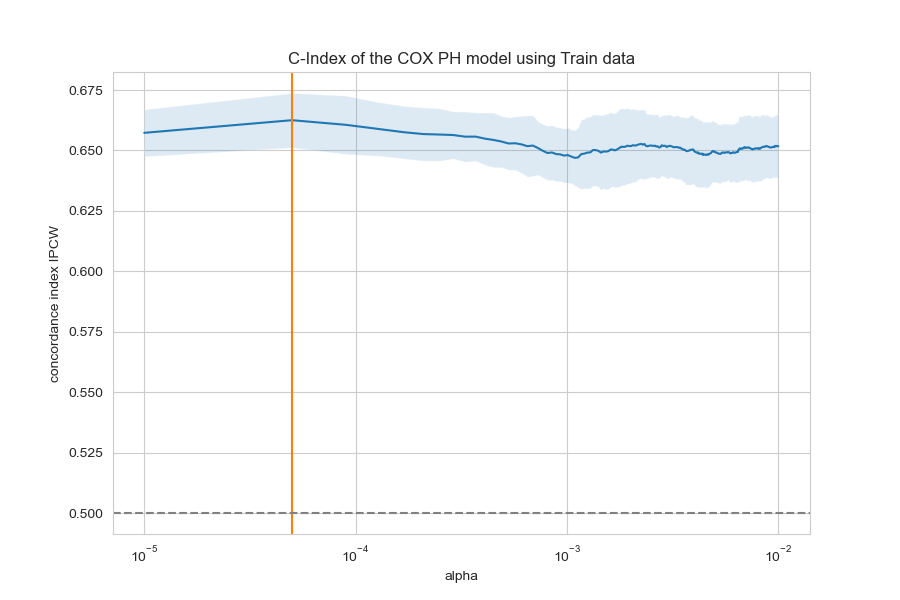 C-Index of the COX PH model using Train data
concordance index IPCW
0.675
0.650
0.625
0.600
0.575
0.550
0.525
0.500
10⁻⁵ 10⁻⁴ 10⁻³ 10⁻²
alpha